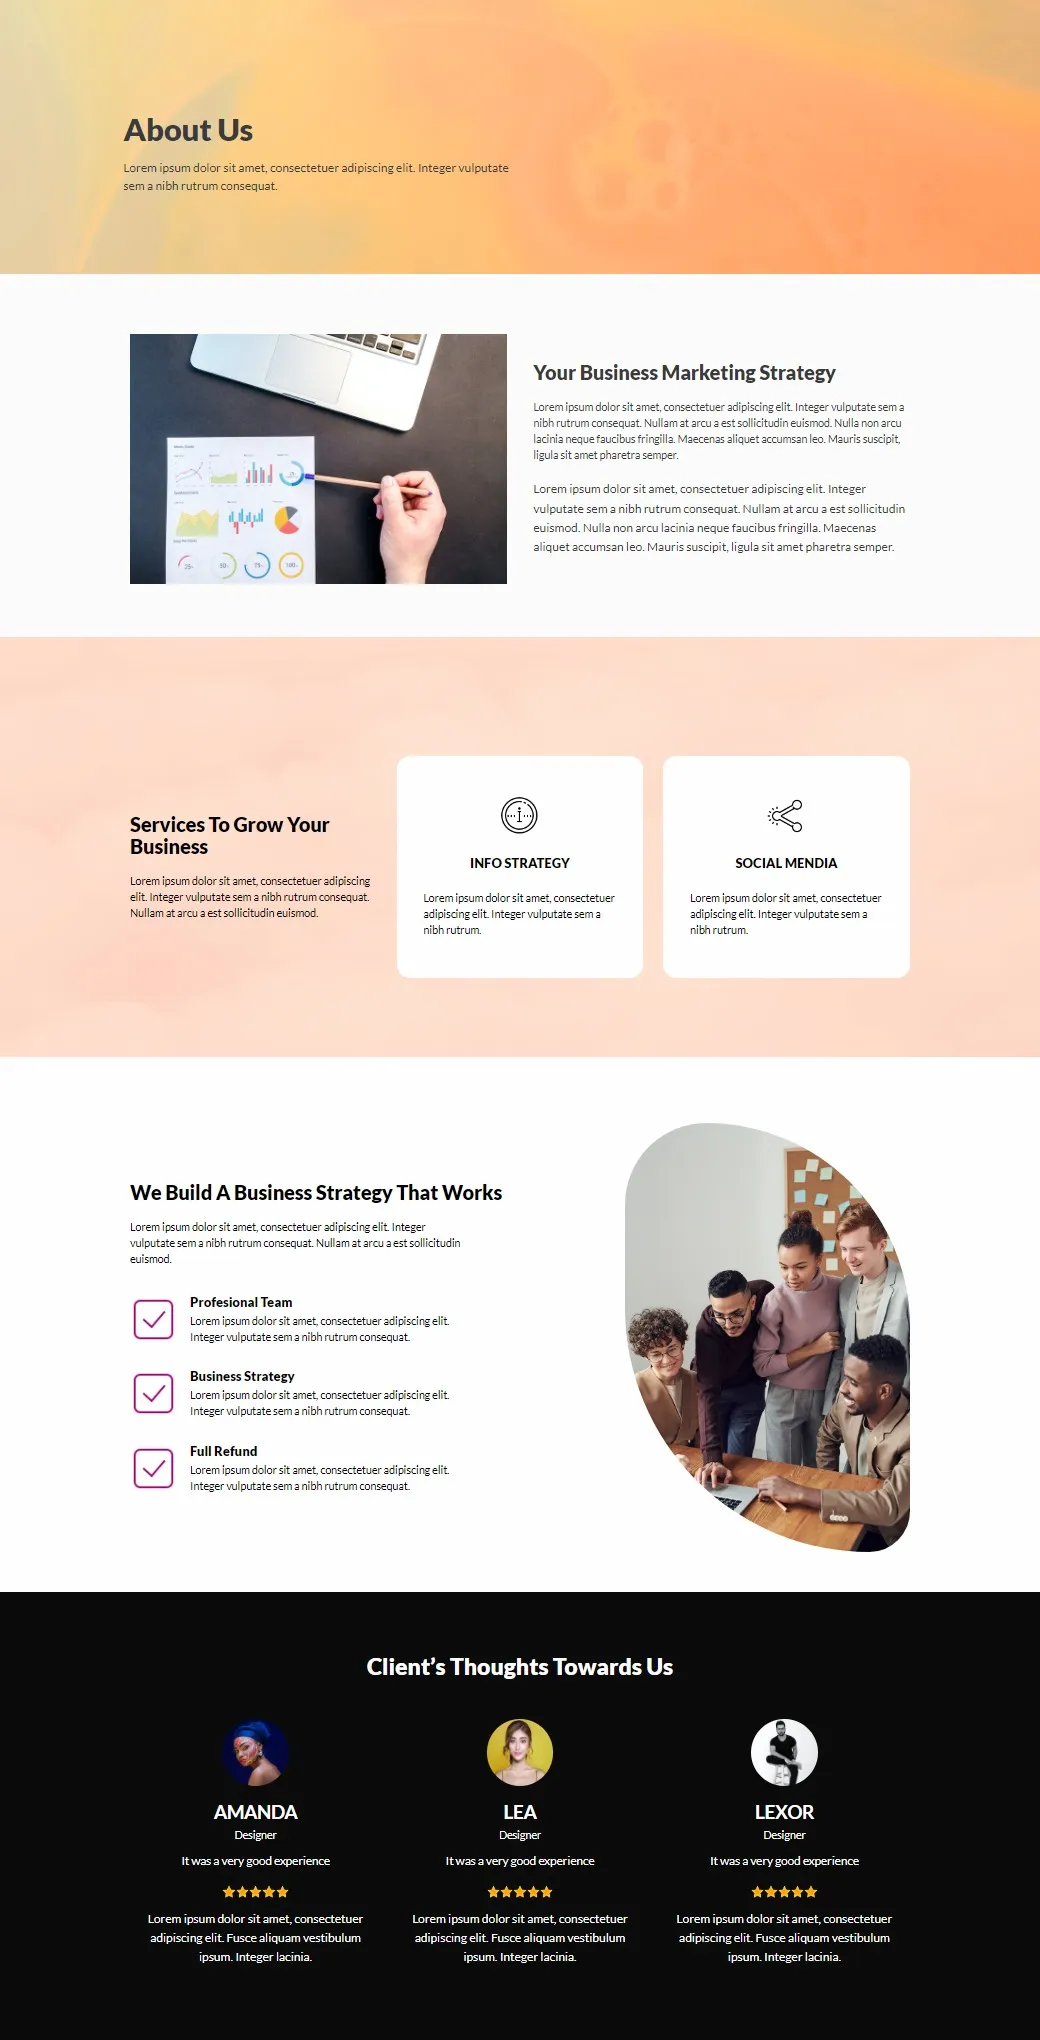 About Us
Lorem ipsum dolor sit amet, consectetuer adipiscing elit. Integer vulputate
sem a nibh rutrum consequat.
Your Business Marketing Strategy
Lorem ipsum dolor sit amet, consectetuer adipiscing elit. Integer vulputate sem a
nibh rutrum consequat. Nullam at arcu a est sollicitudin euismod. Nulla non arcu
lacinia neque faucibus fringilla. Maecenas aliquet accumsan leo. Mauris suscipit,
ligula sit amet pharetra semper.
Lorem ipsum dolor sit amet, consectetuer adipiscing elit. Integer
vulputate sem a nibh rutrum consequat. Nullam at arcu a est sollicitudin
euismod. Nulla non arcu lacinia neque faucibus fringilla. Maecenas
aliquet accumsan leo. Mauris suscipit, ligula sit amet pharetra semper.
Services To Grow Your
Business
Lorem ipsum dolor sit amet, consectetuer adipiscing
elit. Integer vulputate sem a nibh rutrum consequat.
Nullam at arcu a est sollicitudin euismod.
INFO STRATEGY
Lorem ipsum dolor sit amet, consectetuer
adipiscing elit. Integer vulputate sem a
nibh rutrum.
SOCIAL MENDIA
Lorem ipsum dolor sit amet, consectetuer
adipiscing elit. Integer vulputate sem a
nibh rutrum.
We Build A Business Strategy That Works
Lorem ipsum dolor sit amet, consectetuer adipiscing elit. Integer
vulputate sem a nibh rutrum consequat. Nullam at arcu a est sollicitudin
euismod.
Profesional Team
Lorem ipsum dolor sit amet, consectetuer adipiscing elit.
Integer vulputate sem a nibh rutrum consequat.
Business Strategy
Lorem ipsum dolor sit amet, consectetuer adipiscing elit.
Integer vulputate sem a nibh rutrum consequat.
Full Refund
Lorem ipsum dolor sit amet, consectetuer adipiscing elit.
Integer vulputate sem a nibh rutrum consequat.
Client's Thoughts Towards Us
AMANDA
Designer
It was a very good experience
Lorem ipsum dolor sit amet, consectetuer
adipiscing elit. Fusce aliquam vestibulum
ipsum. Integer lacinia.
LEA
Designer
It was a very good experience
Lorem ipsum dolor sit amet, consectetuer
adipiscing elit. Fusce aliquam vestibulum
ipsum. Integer lacinia.
LEXOR
Designer
It was a very good experience
Lorem ipsum dolor sit amet, consectetuer
adipiscing elit. Fusce aliquam vestibulum
ipsum. Integer lacinia.